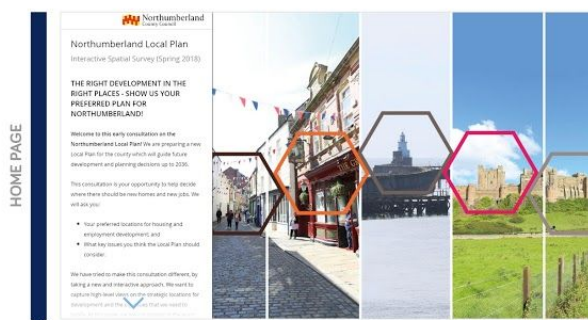 HOME PAGE
Northumberland
County Council
Northumberland Local Plan
Interactive Spatial Survey (Spring 2018)
THE RIGHT DEVELOPMENT IN THE
RIGHT PLACES - SHOW US YOUR
PREFERRED PLAN FOR
NORTHUMBERLAND!
Welcome to this early consultation on the
Northumberland Local Plan! We are preparing a new
Local Plan for the county which will guide future
development and planning decisions up to 2036.
This consultation is your opportunity to help decide
where there should be new homes and new jobs. We
will ask you:
Your preferred locations for housing and
employment development; and
What key issues you think the Local Plan should
consider.
We have tried to make this consultation different, by
taking a new and interactive approach. We want to
capture high-level views on the strategic locations for
development and the